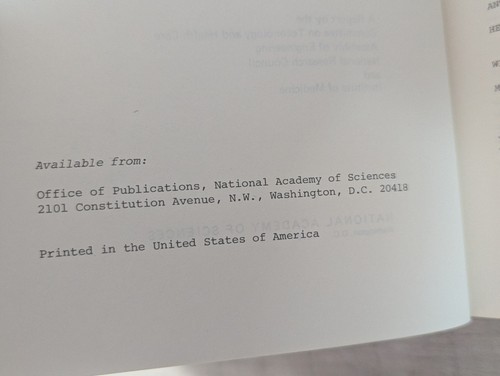 Available from:
Office of Publications, National Academy of Sciences
2101 Constitution Avenue, N.W., Washington, D.C. 20418
Printed in the United States of America